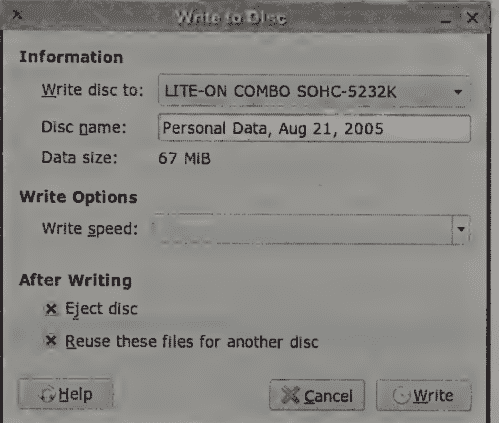 Write to Disc
Information
Write disc to: LITE-ON COMBO SOHC-5232K
Disc name: Personal Data, Aug 21, 2005
Data size: 67 MiB
Write Options
Write speed:
After Writing
Eject disc
Reuse these files for another disc
Help Cancel Write